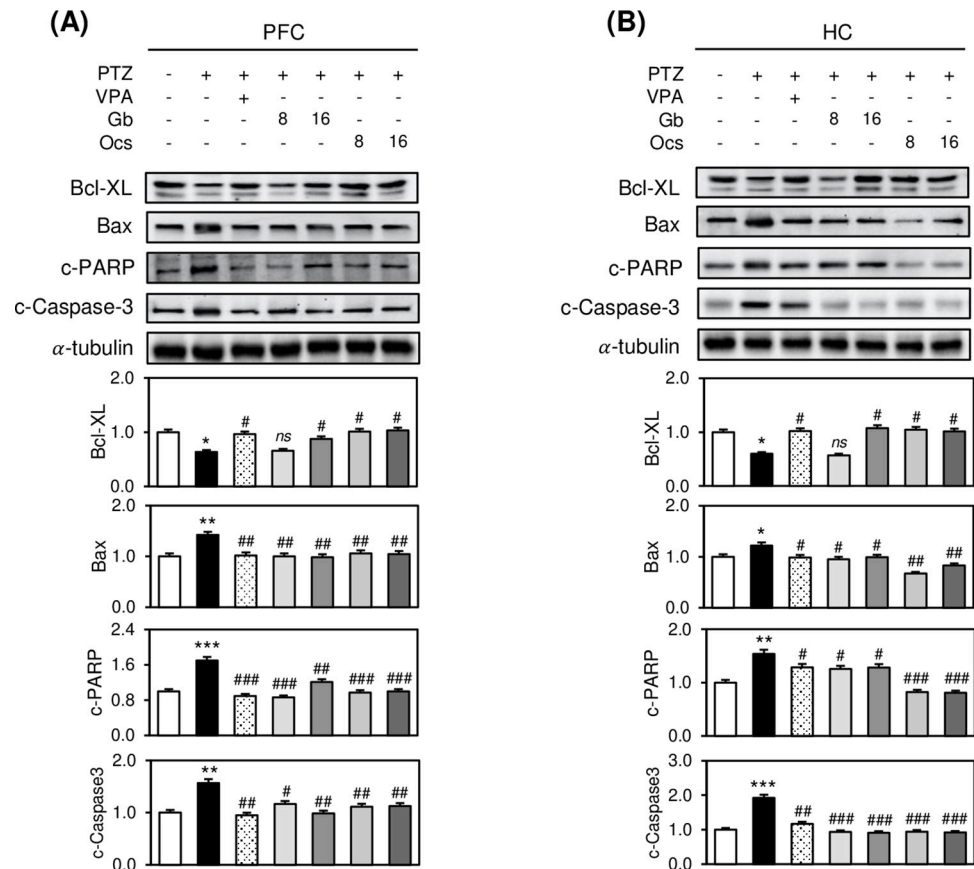 (A)
PFC
PTZ - + + + + + +
VPA - - + - - - -
Gb - - - 8 16 - -
Ocs - - - - - 8 16
Bcl-XL
Bax
c-PARP
c-Caspase-3
α-tubulin
Bcl-XL
2.0
1.0
0.0
* # ns # # #
Bax
2.0
1.0
0.0
** ## ## ## ## ##
c-PARP
2.4
1.6
0.8
0.0
*** ### ### ## ### ###
c-Caspase3
2.0
1.0
0.0
** ## # ## ## ##
(B)
HC
PTZ - + + + + + +
VPA - - + - - - -
Gb - - - 8 16 - -
Ocs - - - - - 8 16
Bcl-XL
Bax
c-PARP
c-Caspase-3
α-tubulin
Bcl-XL
2.0
1.0
0.0
* # ns # # #
Bax
2.0
1.0
0.0
* # # # ## ##
c-PARP
2.0
1.0
0.0
** # # # ### ###
c-Caspase3
3.0
2.0
1.0
0.0
*** ## ### ### ### ###